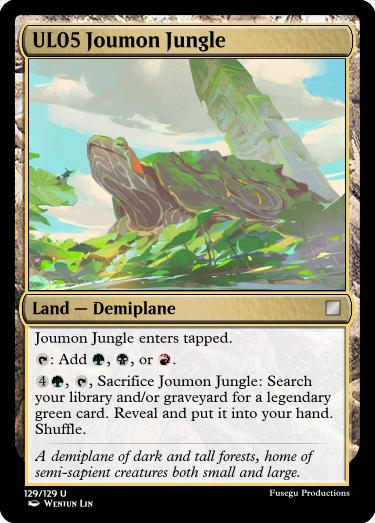 UL05 Joumon Jungle
Land — Demiplane
Joumon Jungle enters tapped.
: Add , , or .
4 , , Sacrifice Joumon Jungle: Search
your library and/or graveyard for a legendary
green card. Reveal and put it into your hand.
Shuffle.
A demiplane of dark and tall forests, home of
semi-sapient creatures both small and large.
129/129 U
Wentun Lin
Fusegu Productions